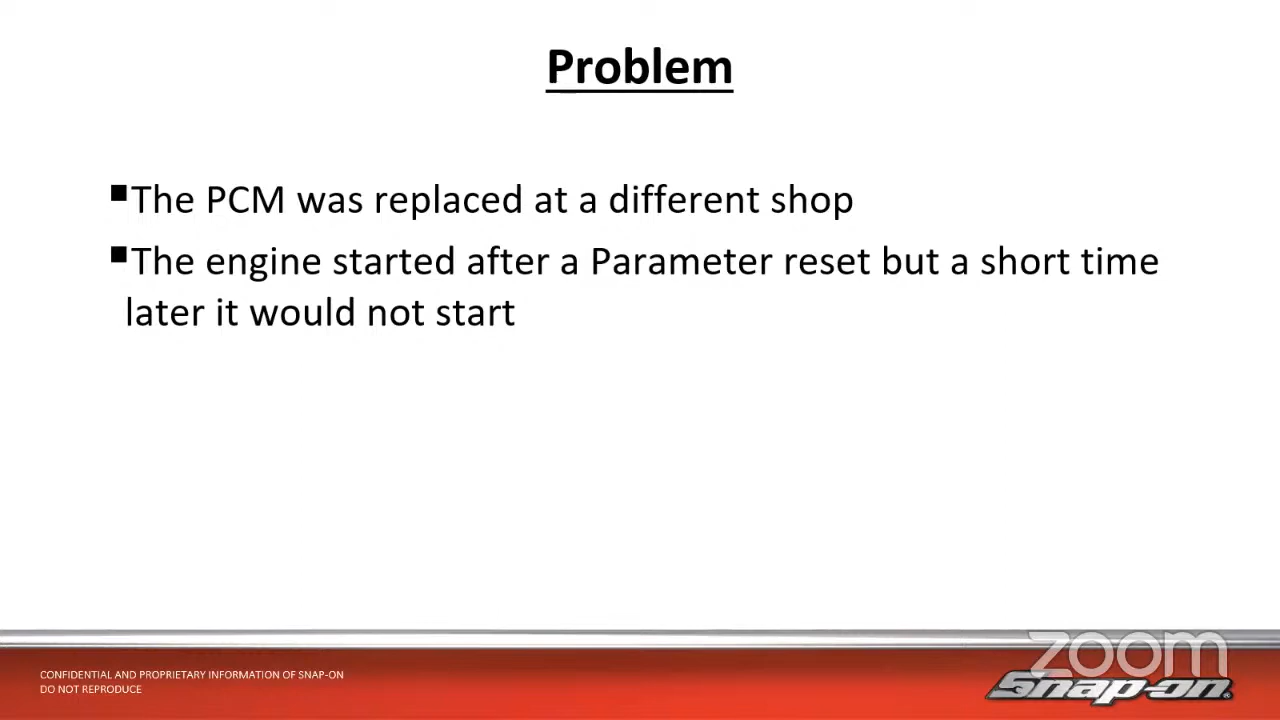 Problem
▪The PCM was replaced at a different shop
▪The engine started after a Parameter reset but a short time
later it would not start
CONFIDENTIAL AND PROPRIETARY INFORMATION OF SNAP-ON
DO NOT REPRODUCE
zoom
Snap-on®